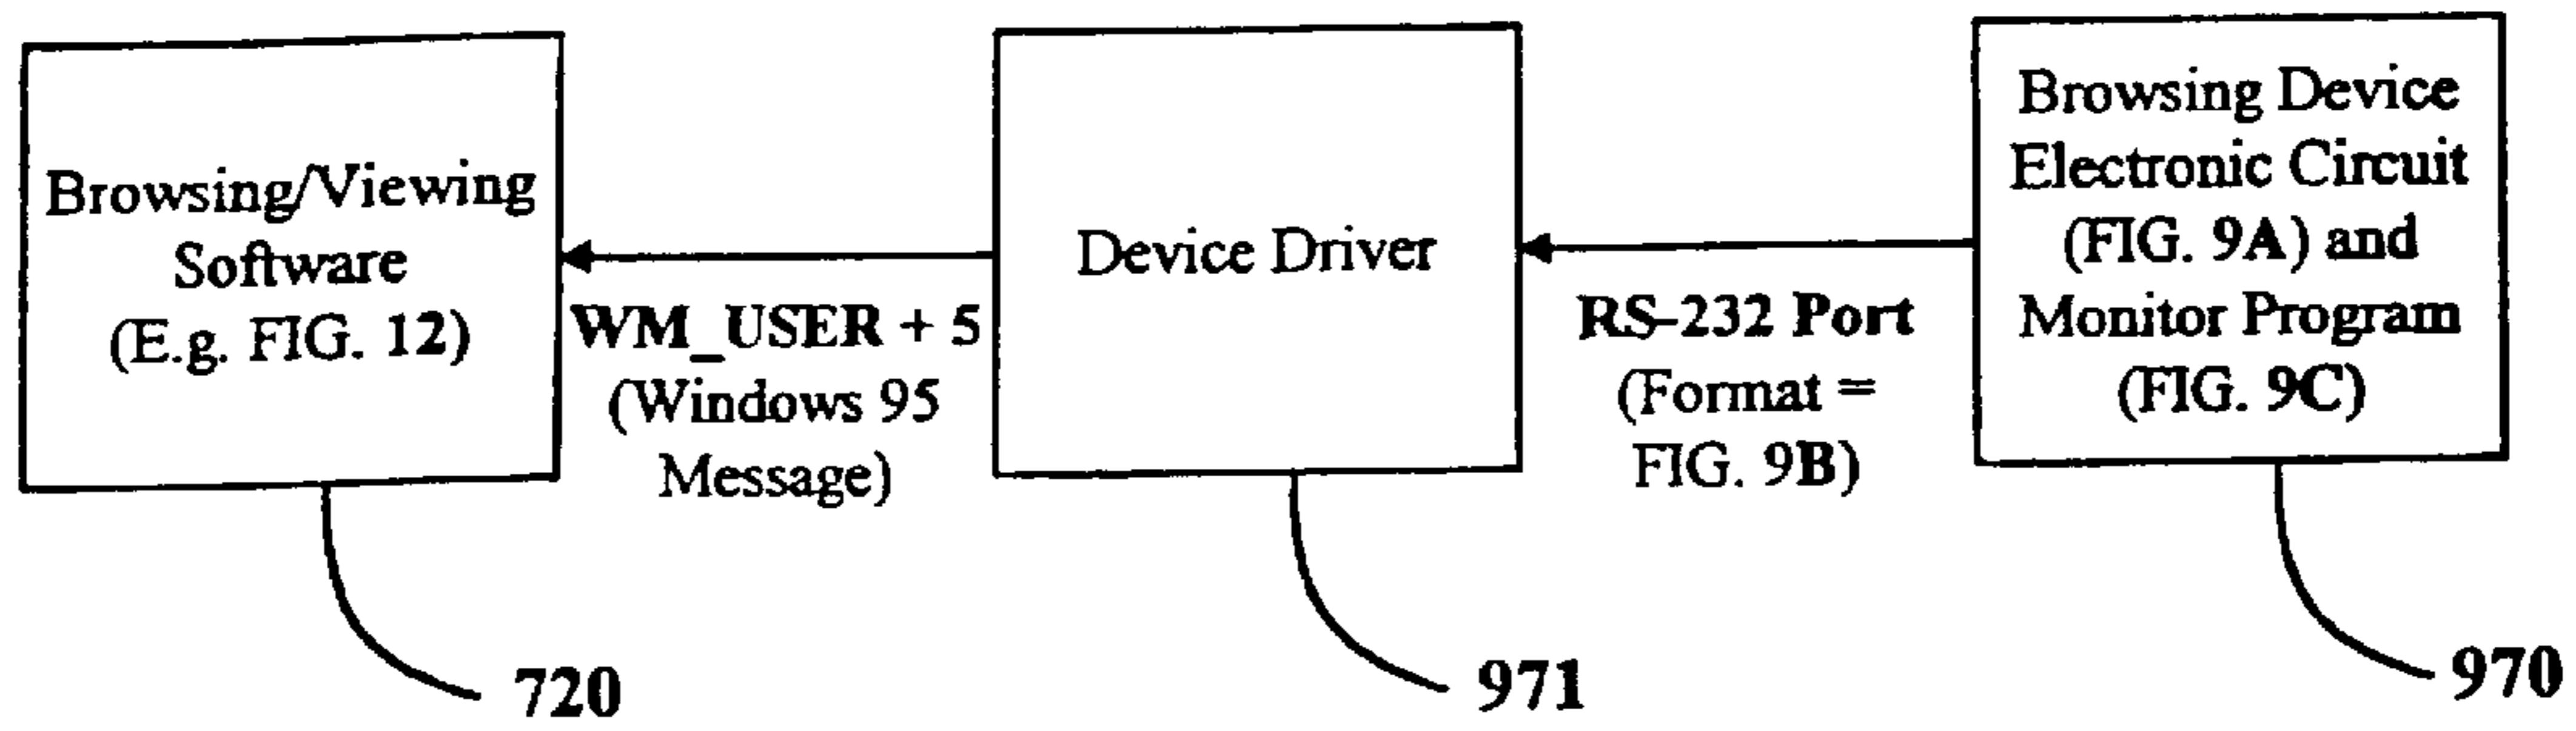 Browsing/Viewing
Software
(E.g. FIG. 12)
WM_USER + 5
(Windows 95
Message)
Device Driver
RS-232 Port
(Format =
FIG. 9B)
Browsing Device
Electronic Circuit
(FIG. 9A) and
Monitor Program
(FIG. 9C)
720
971
970